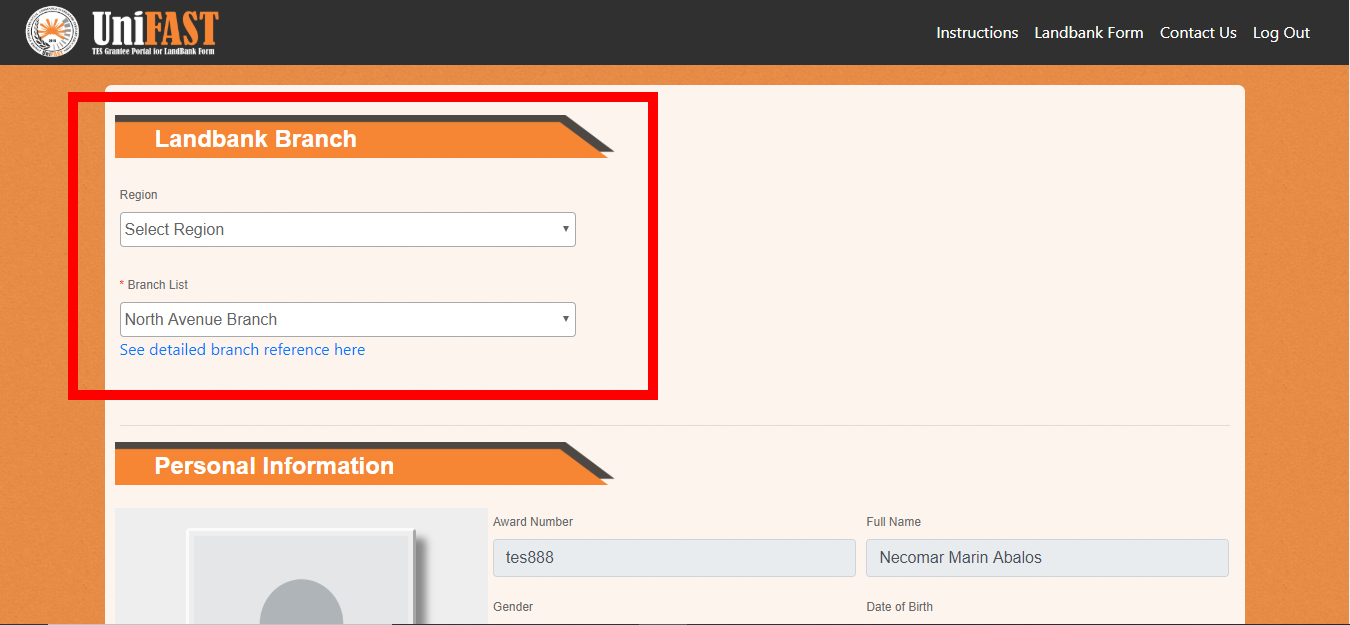 UniFAST
TES Grantee Portal for LandBank Form
Instructions Landbank Form Contact Us Log Out
Landbank Branch
Region
Select Region
* Branch List
North Avenue Branch
See detailed branch reference here
Personal Information
Award Number Full Name
tes888 Necomar Marin Abalos
Gender Date of Birth